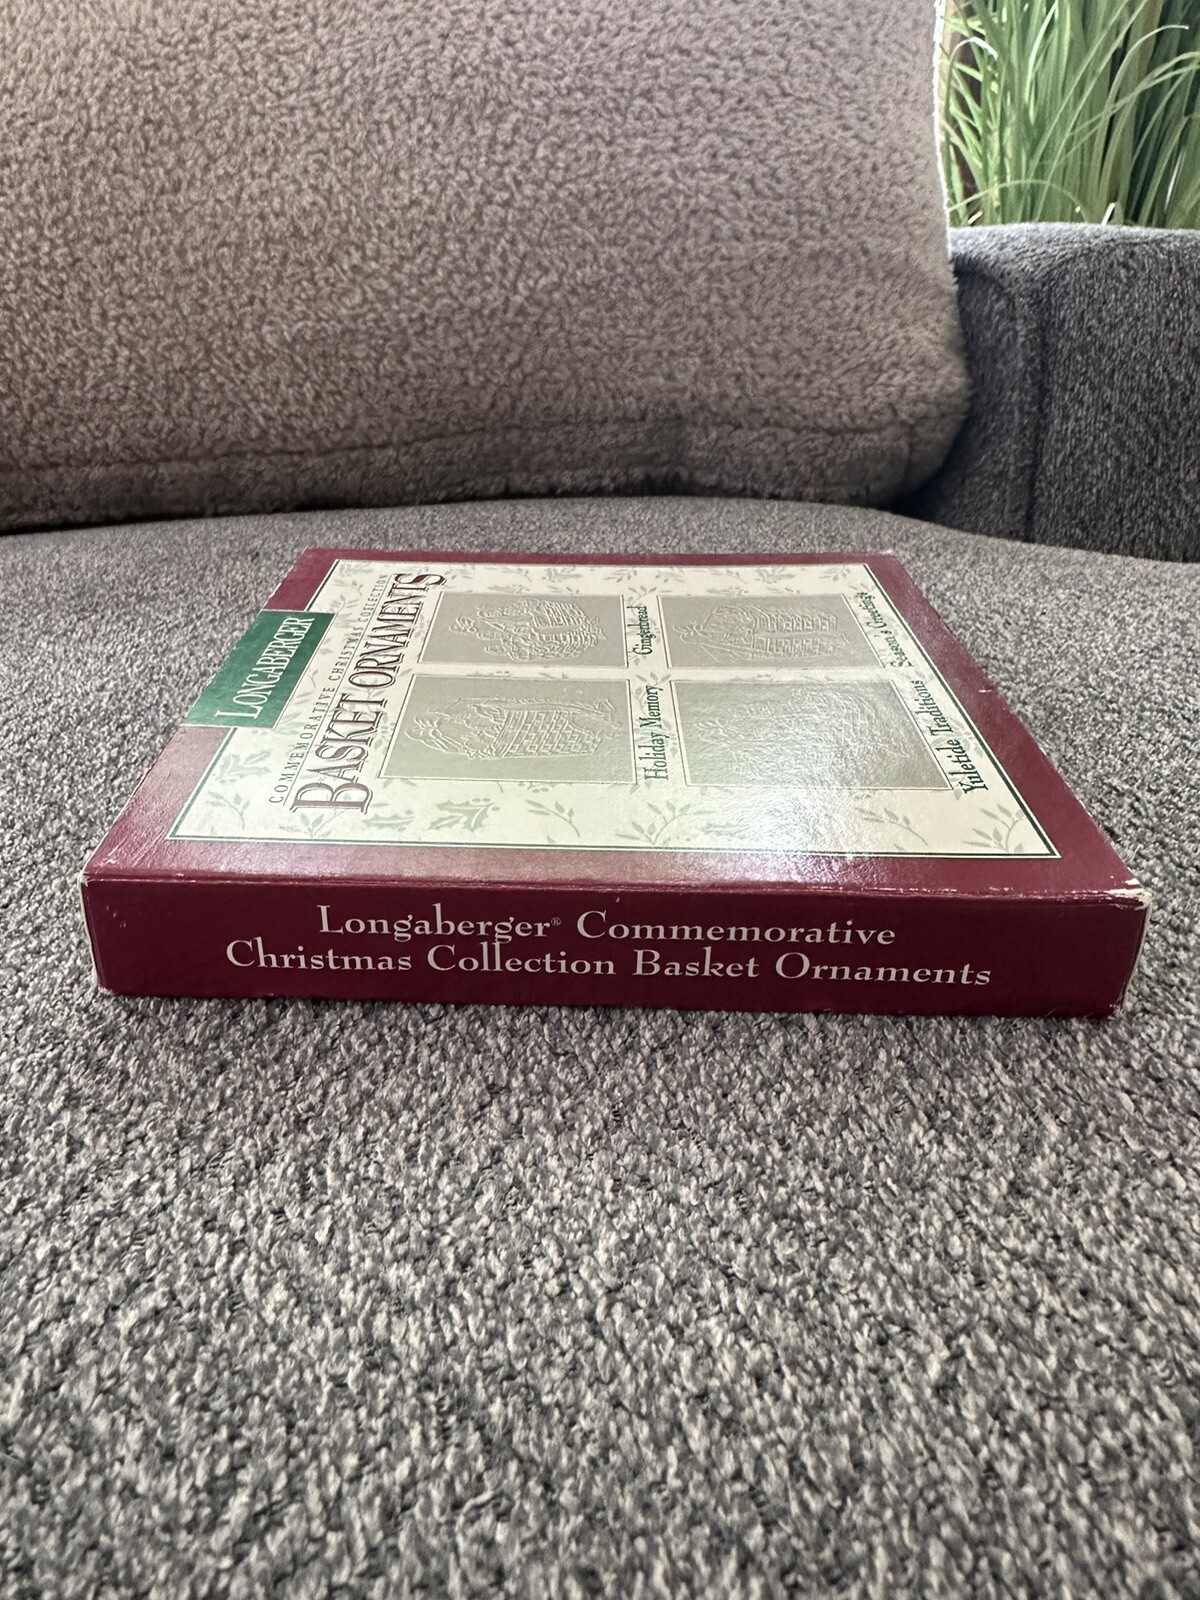 LONGABERGER
COMMEMORATIVE CHRISTMAS COLLECTION
BASKET ORNAMENTS
Gingerbread
Season's Greetings
Holiday Memory
Yuletide Traditions
Longaberger® Commemorative
Christmas Collection Basket Ornaments